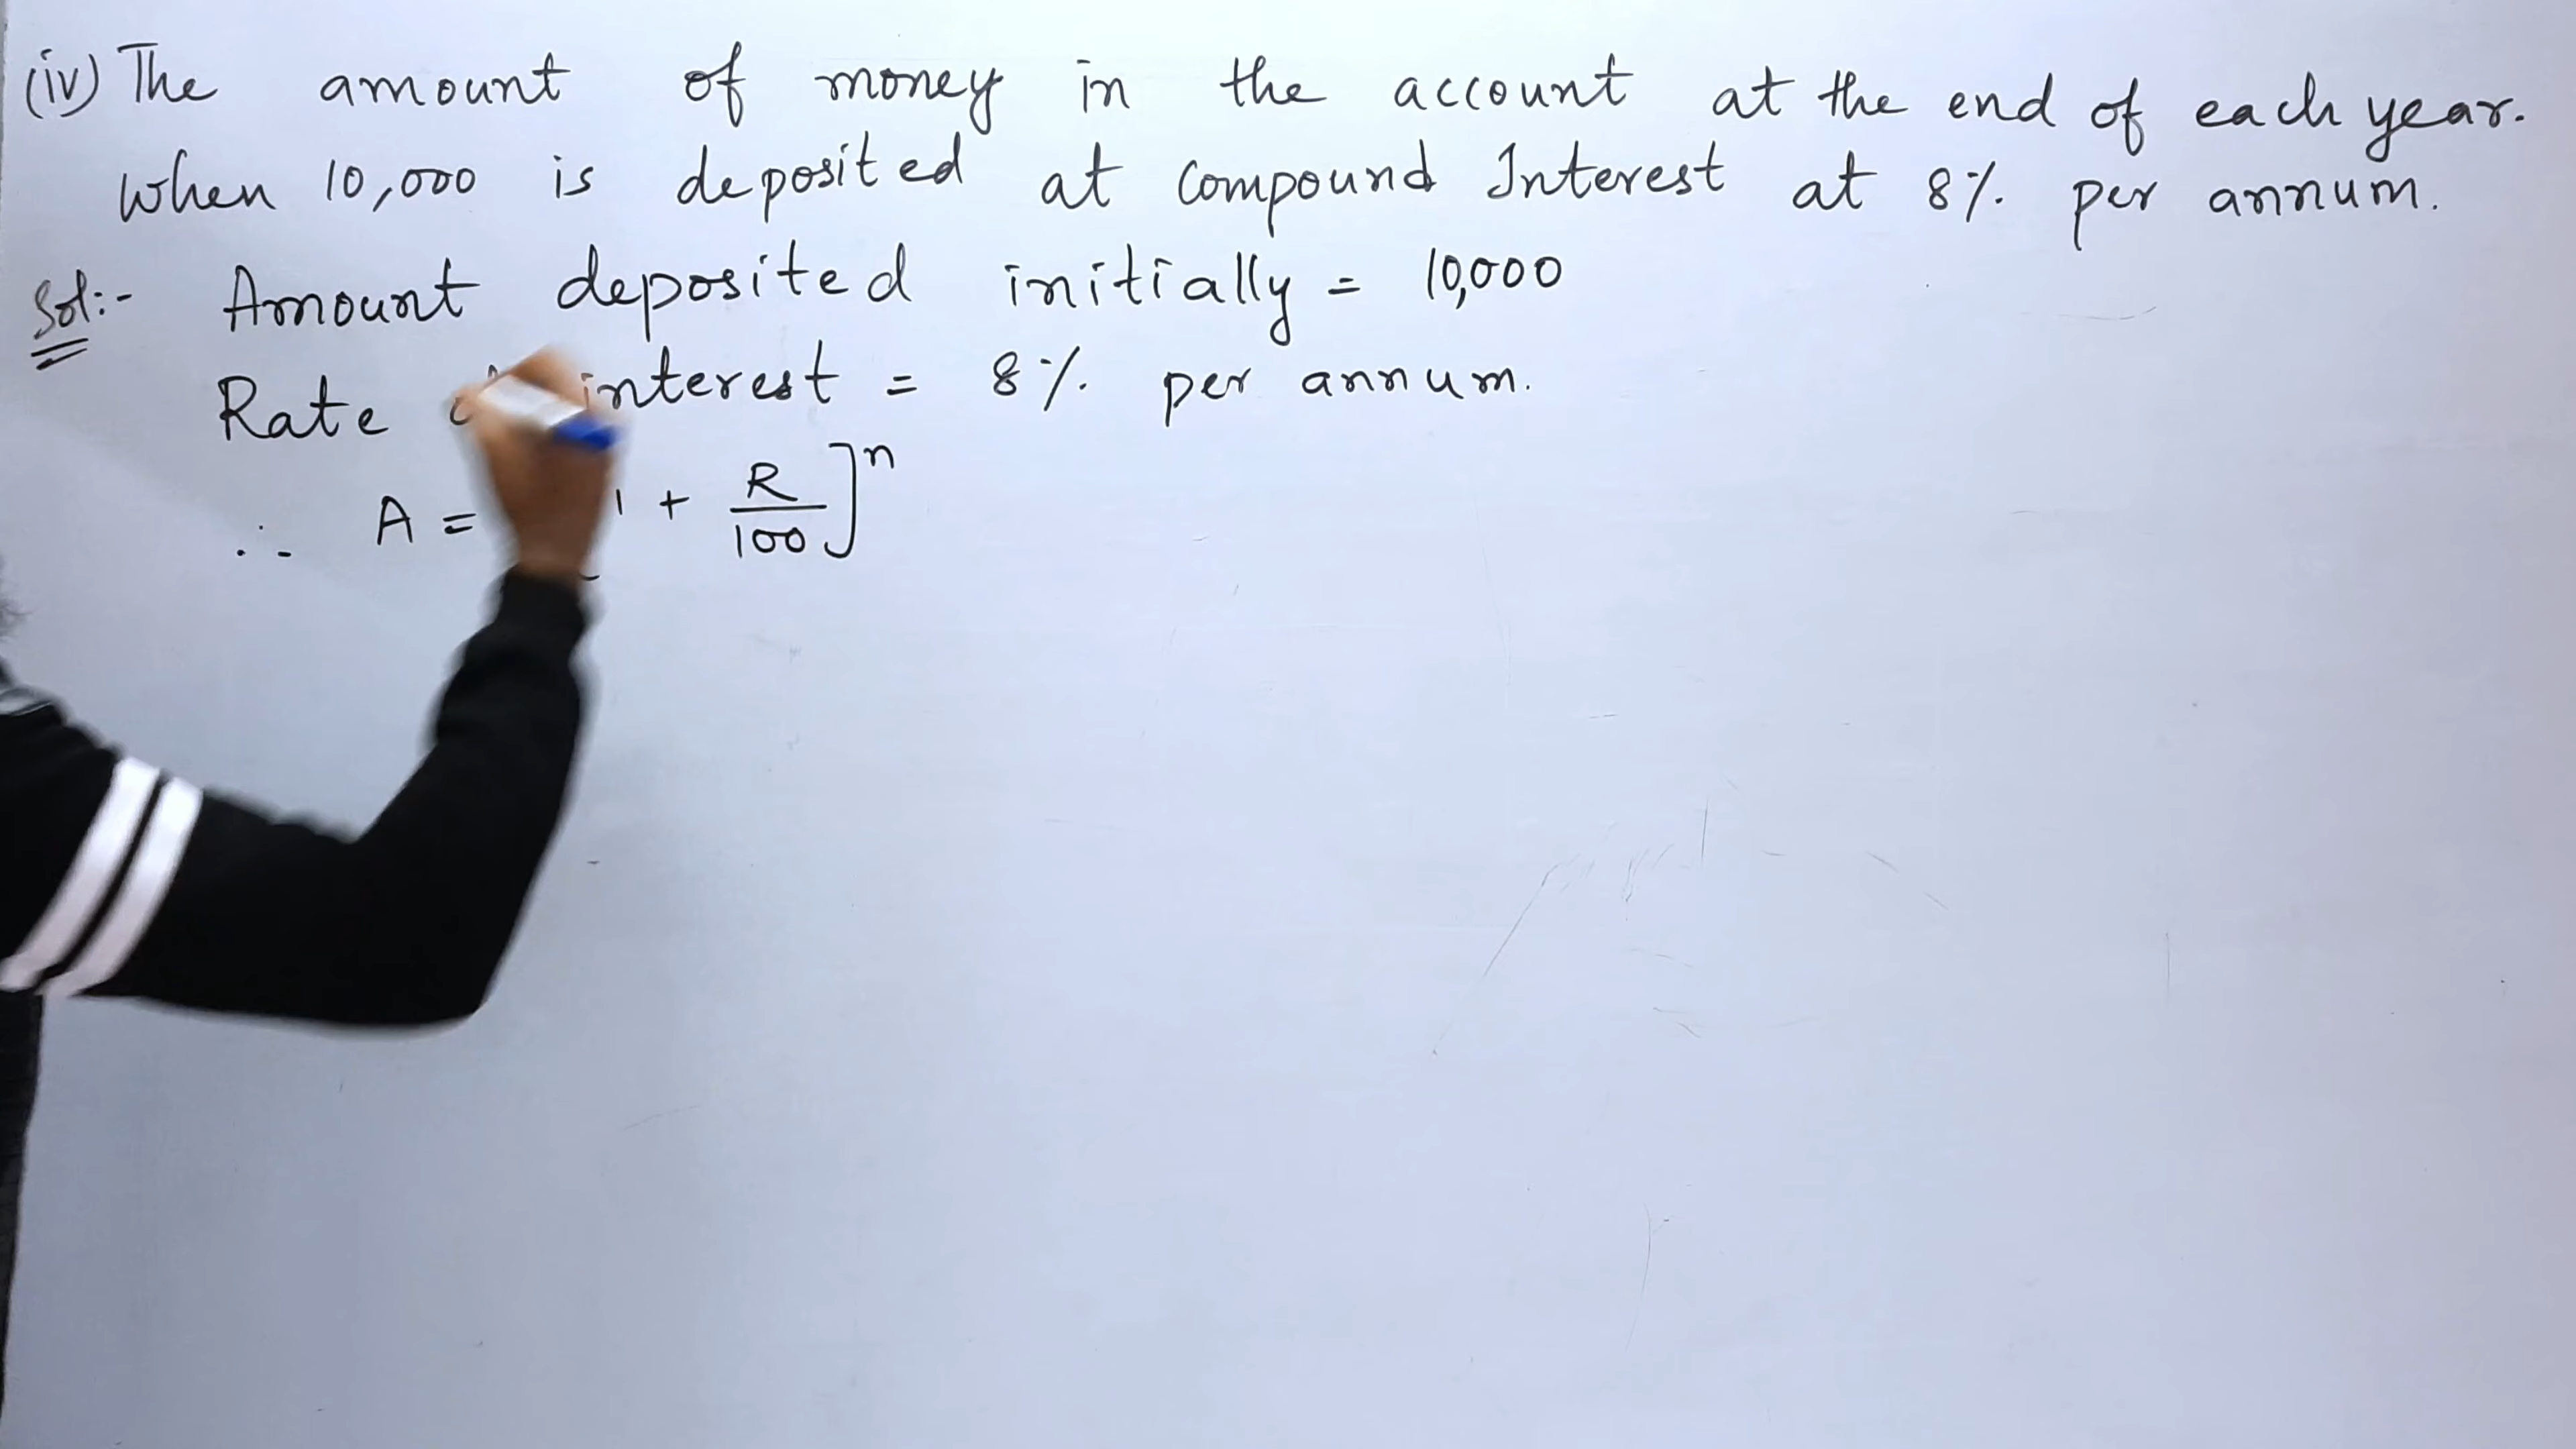 (iv) The amount of money in the account at the end of each year.
when 10,000 is deposited at compound Interest at 8% per annum.
Sol:- Amount deposited initially = 10,000
Rate interest = 8% per annum.
∴ A = 1 + R/100]^n